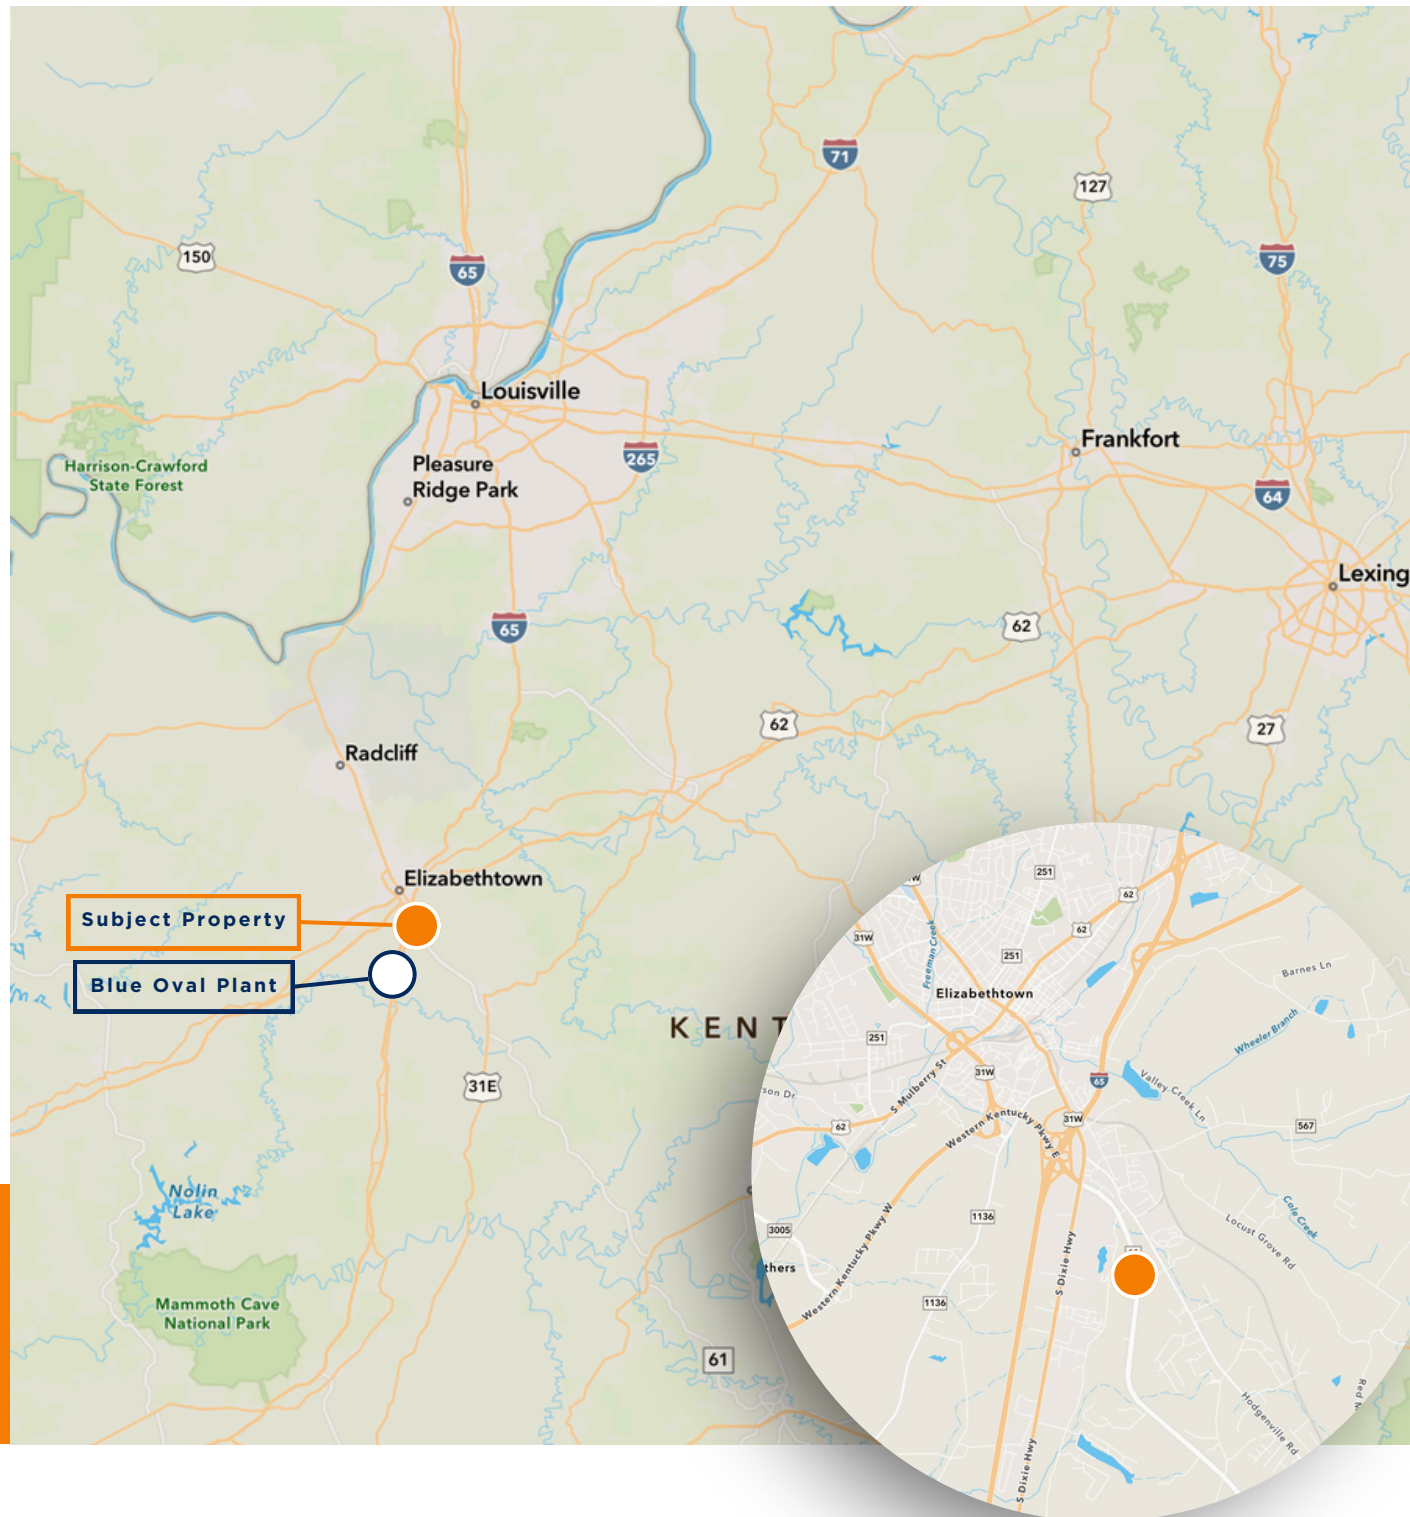 71
127
150
65
75
Louisville
Frankfort
Pleasure
Ridge Park
265
Harrison-Crawford
State Forest
64
Lexing
65
62
62
27
Radcliff
Elizabethtown
Subject Property
Blue Oval Plant
KENT
31E
Nolin
Lake
Mammoth Cave
National Park
61
251
62
31W
62
Freeman Creek
251
Elizabethtown
Barnes Ln
Wheeler Branch
251
S Mulberry St
31W
65
Valley Creek Ln
son Dr
62
Western Kentucky Pkwy E
31W
567
1136
3005
Cole Creek
Locust Grove Rd
Western Kentucky Pkwy W
S Dixie Hwy
thers
1136
Hodgenville Rd
Red M
S Dixie Hwy